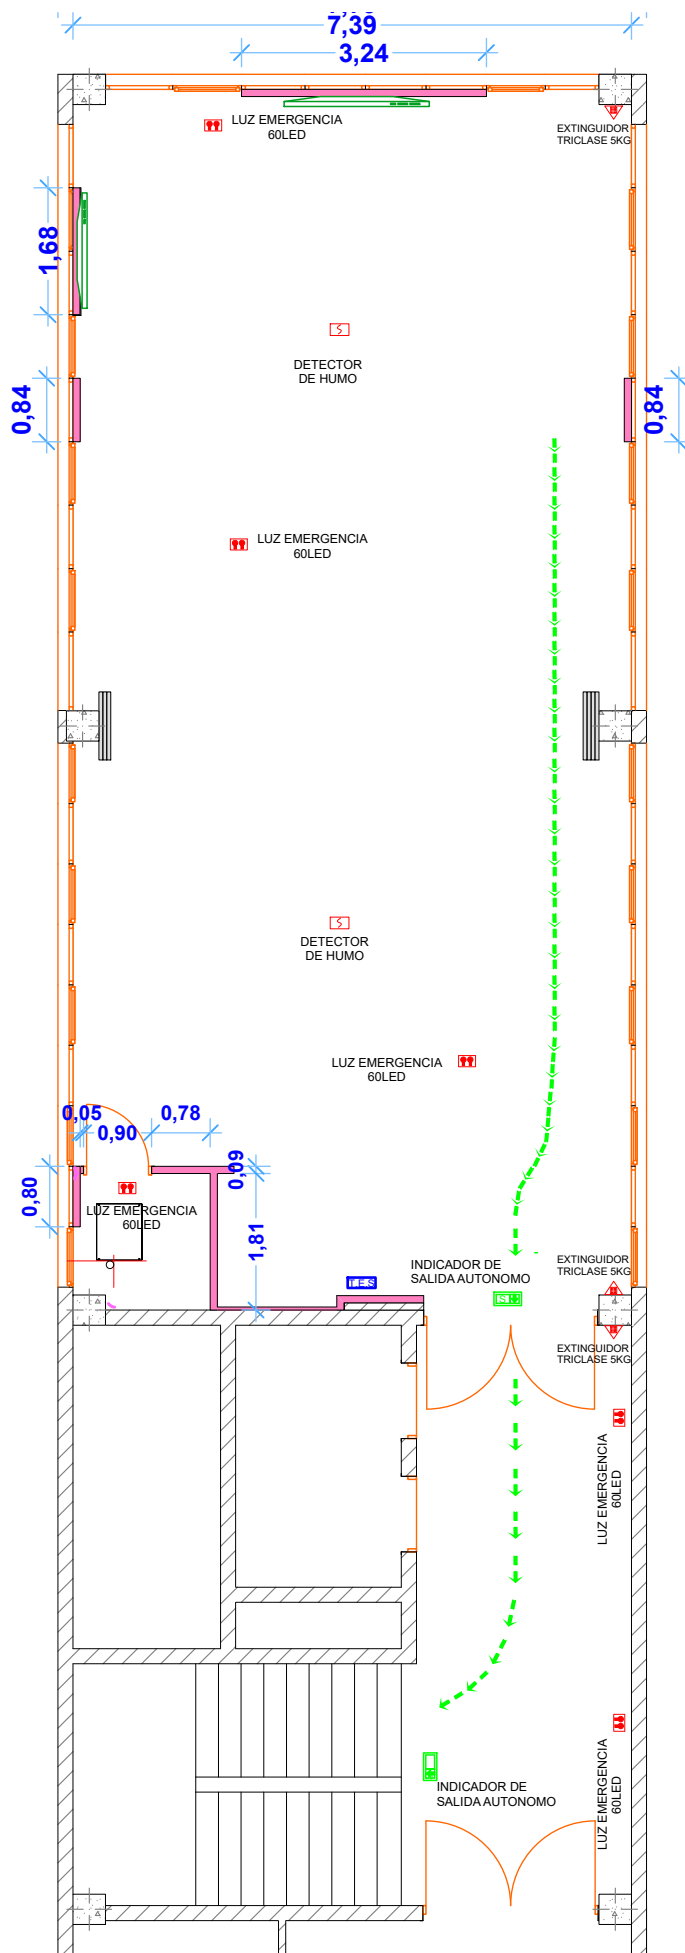 7,39
3,24
LUZ EMERGENCIA
60LED
EXTINGUIDOR
TRICLASE 5KG
1,68
DETECTOR
DE HUMO
0,84
0,84
LUZ EMERGENCIA
60LED
DETECTOR
DE HUMO
LUZ EMERGENCIA
60LED
0,05
0,90
0,78
0,09
0,80
LUZ EMERGENCIA
60LED
1,81
INDICADOR DE
SALIDA AUTONOMO
EXTINGUIDOR
TRICLASE 5KG
T.E.S
EXTINGUIDOR
TRICLASE 5KG
LUZ EMERGENCIA
60LED
LUZ EMERGENCIA
60LED
INDICADOR DE
SALIDA AUTONOMO